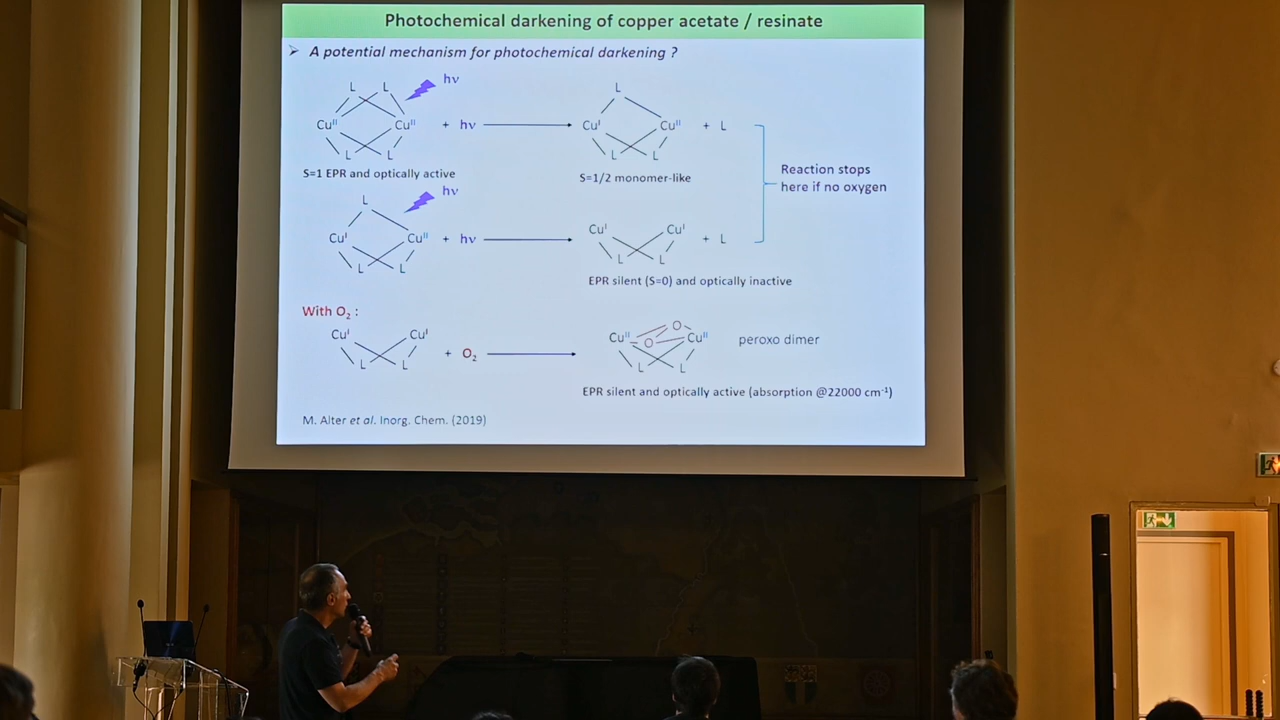 Photochemical darkening of copper acetate / resinate
➢ A potential mechanism for photochemical darkening ?
hν
L L
Cuᴵᴵ Cuᴵᴵ + hν
L L
S=1 EPR and optically active
L
Cuᴵ Cuᴵᴵ + L
L L
S=1/2 monomer-like
Reaction stops
here if no oxygen
hν
L
Cuᴵ Cuᴵᴵ + hν
L L
Cuᴵ Cuᴵ + L
L L
EPR silent (S=0) and optically inactive
With O₂ :
Cuᴵ Cuᴵ
+ O₂
L L
O
Cuᴵᴵ O Cuᴵᴵ
L L
peroxo dimer
EPR silent and optically active (absorption @22000 cm⁻¹)
M. Alter et al. Inorg. Chem. (2019)